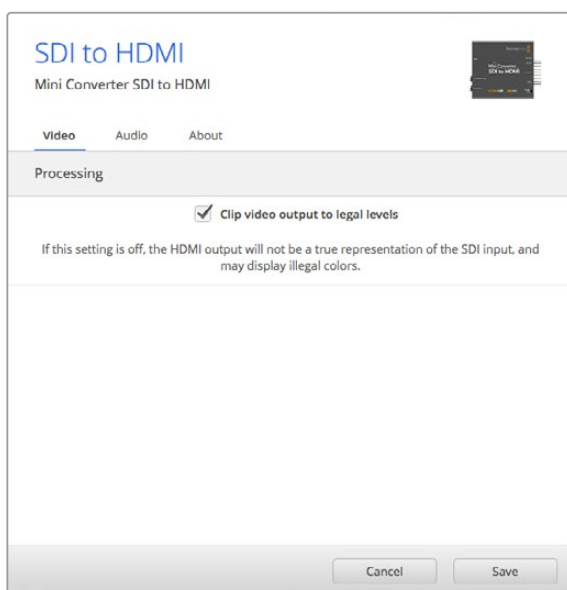 SDI to HDMI
Mini Converter SDI to HDMI
Video Audio About
Processing
Clip video output to legal levels
If this setting is off, the HDMI output will not be a true representation of the SDI input, and
may display illegal colors.
Cancel Save